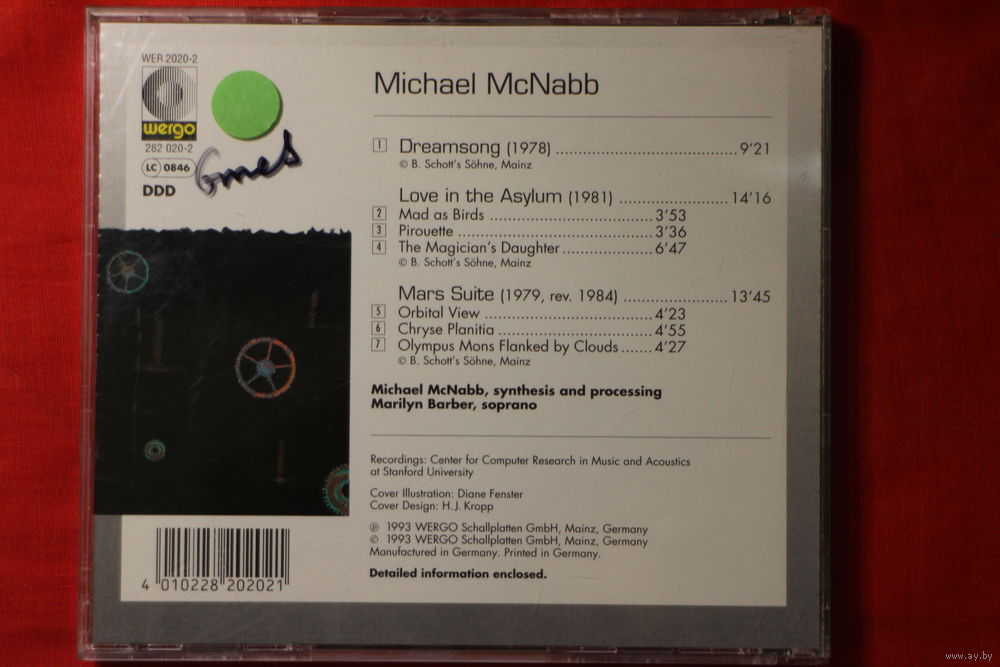 WER 2020-2
wergo
282 020-2
LC 0846
DDD
Michael McNabb
1 Dreamsong (1978) ........................................ 9'21
© B. Schott's Söhne, Mainz
Love in the Asylum (1981) ........................ 14'16
2 Mad as Birds .................................... 3'53
3 Pirouette .......................................... 3'36
4 The Magician's Daughter .................... 6'47
© B. Schott's Söhne, Mainz
Mars Suite (1979, rev. 1984) ....................... 13'45
5 Orbital View ..................................... 4'23
6 Chryse Planitia ................................. 4'55
7 Olympus Mons Flanked by Clouds ....... 4'27
© B. Schott's Söhne, Mainz
Michael McNabb, synthesis and processing
Marilyn Barber, soprano
Recordings: Center for Computer Research in Music and Acoustics
at Stanford University
Cover Illustration: Diane Fenster
Cover Design: H.J. Kropp
℗ 1993 WERGO Schallplatten GmbH, Mainz, Germany
© 1993 WERGO Schallplatten GmbH, Mainz, Germany
Manufactured in Germany. Printed in Germany.
Detailed information enclosed.
4 010228 202021
www.ay.by